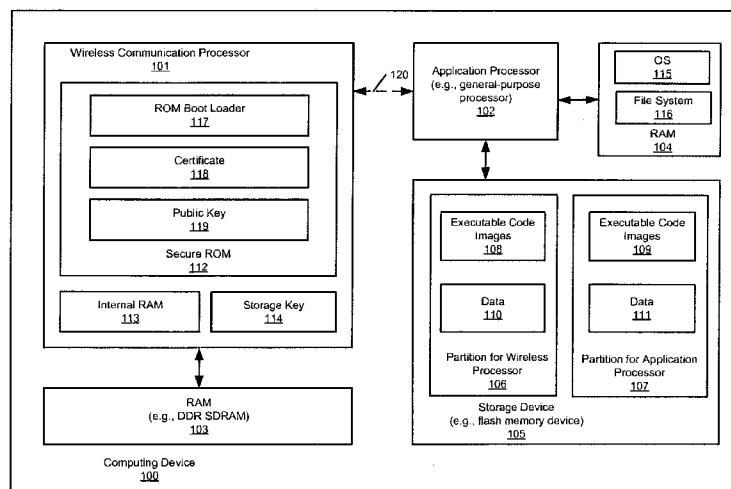 Wireless Communication Processor
101
ROM Boot Loader
117
Certificate
118
Public Key
119
Secure ROM
112
Internal RAM
113
Storage Key
114
RAM
(e.g., DDR SDRAM)
103
Computing Device
100
120
Application Processor
(e.g., general-purpose
processor)
102
OS
115
File System
116
RAM
104
Executable Code
Images
108
Data
110
Partition for Wireless
Processor
106
Executable Code
Images
109
Data
111
Partition for Application
Processor
107
Storage Device
(e.g., flash memory device)
105